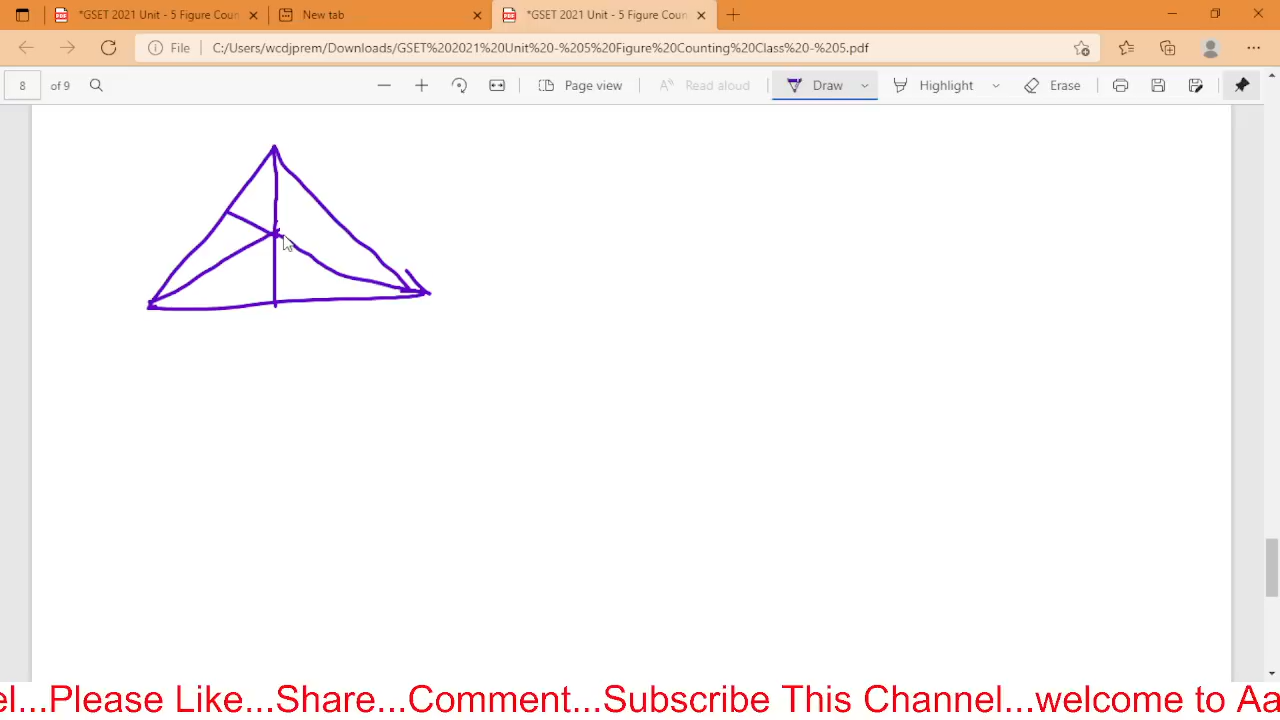 *GSET 2021 Unit - 5 Figure Coun
New tab
*GSET 2021 Unit - 5 Figure Coun
File
C:/Users/wcdjprem/Downloads/GSET%202021%20Unit%20-%205%20Figure%20Counting%20Class%20-%205.pdf
8 of 9
Page view
Read aloud
Draw
Highlight
Erase
el...Please Like...Share...Comment...Subscribe This Channel...welcome to Aa